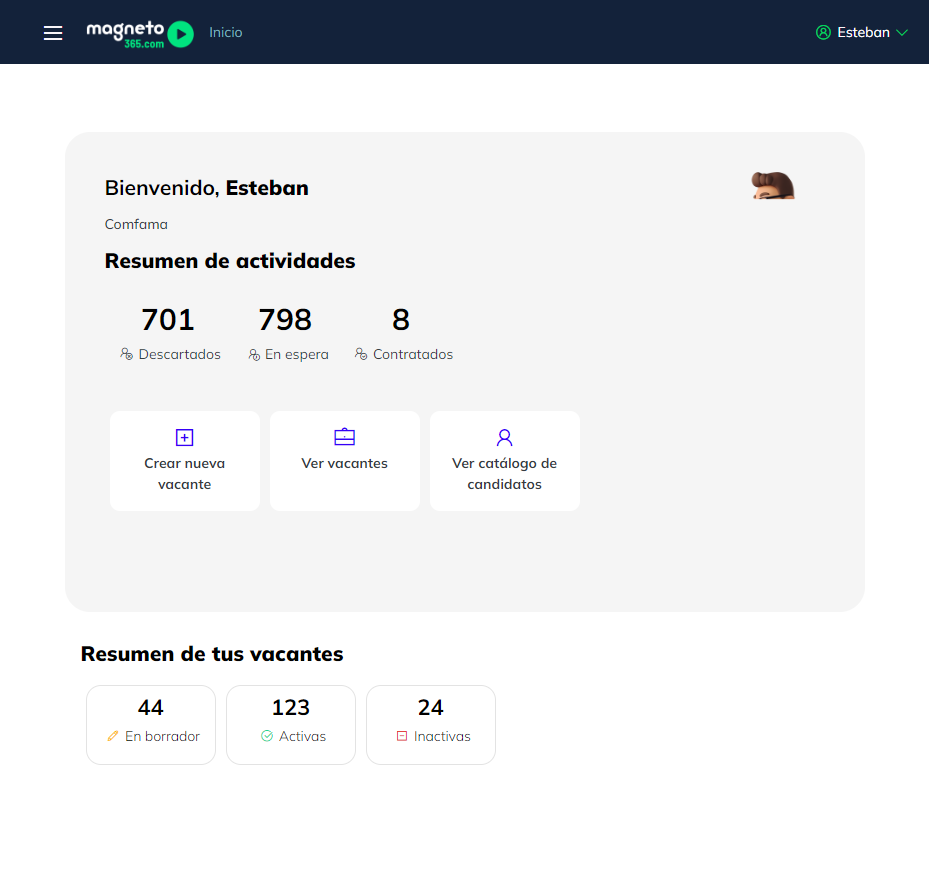 magneto
365.com
Inicio
Esteban
Bienvenido, Esteban
Comfama
Resumen de actividades
701
798
8
Descartados
En espera
Contratados
Crear nueva
vacante
Ver vacantes
Ver catálogo de
candidatos
Resumen de tus vacantes
44
123
24
En borrador
Activas
Inactivas